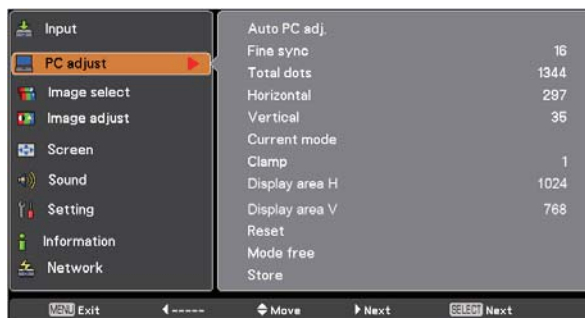 Input
PC adjust
Image select
Image adjust
Screen
Sound
Setting
Information
Network
Auto PC adj.
Fine sync 16
Total dots 1344
Horizontal 297
Vertical 35
Current mode
Clamp 1
Display area H 1024
Display area V 768
Reset
Mode free
Store
MENU Exit ----- Move Next SELECT Next